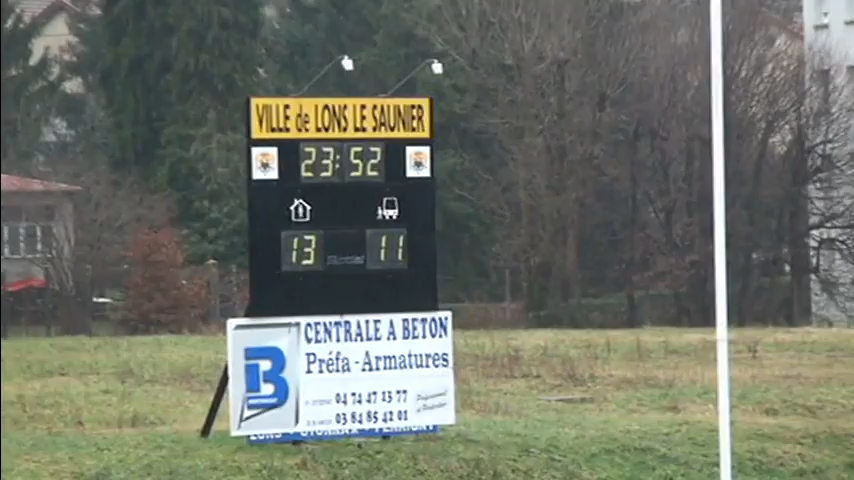 VILLE de LONS LE SAUNIER
23:52
13 11
CENTRALE A BETON
Préfa - Armatures
04 74 47 13 77
03 84 85 42 01
B